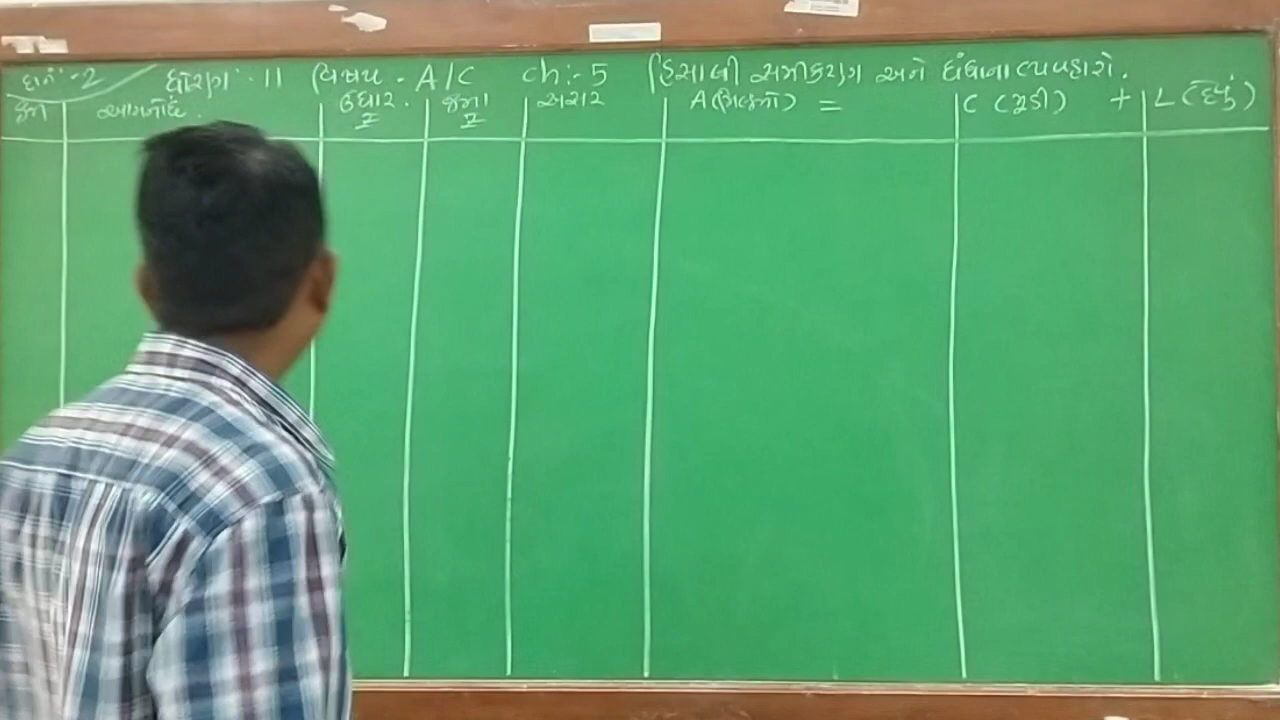 દાખલો :- 2 ધોરણ :- 11 વિષય - A/C ch :- 5 હિસાબી સમીકરણ અને ધંધાના વ્યવહારો.
ક્રમ આમનોંધ. ઉધાર. ₹ જમા ₹ અસર A (મિલકતો) = C (મૂડી) + L (દેવું)